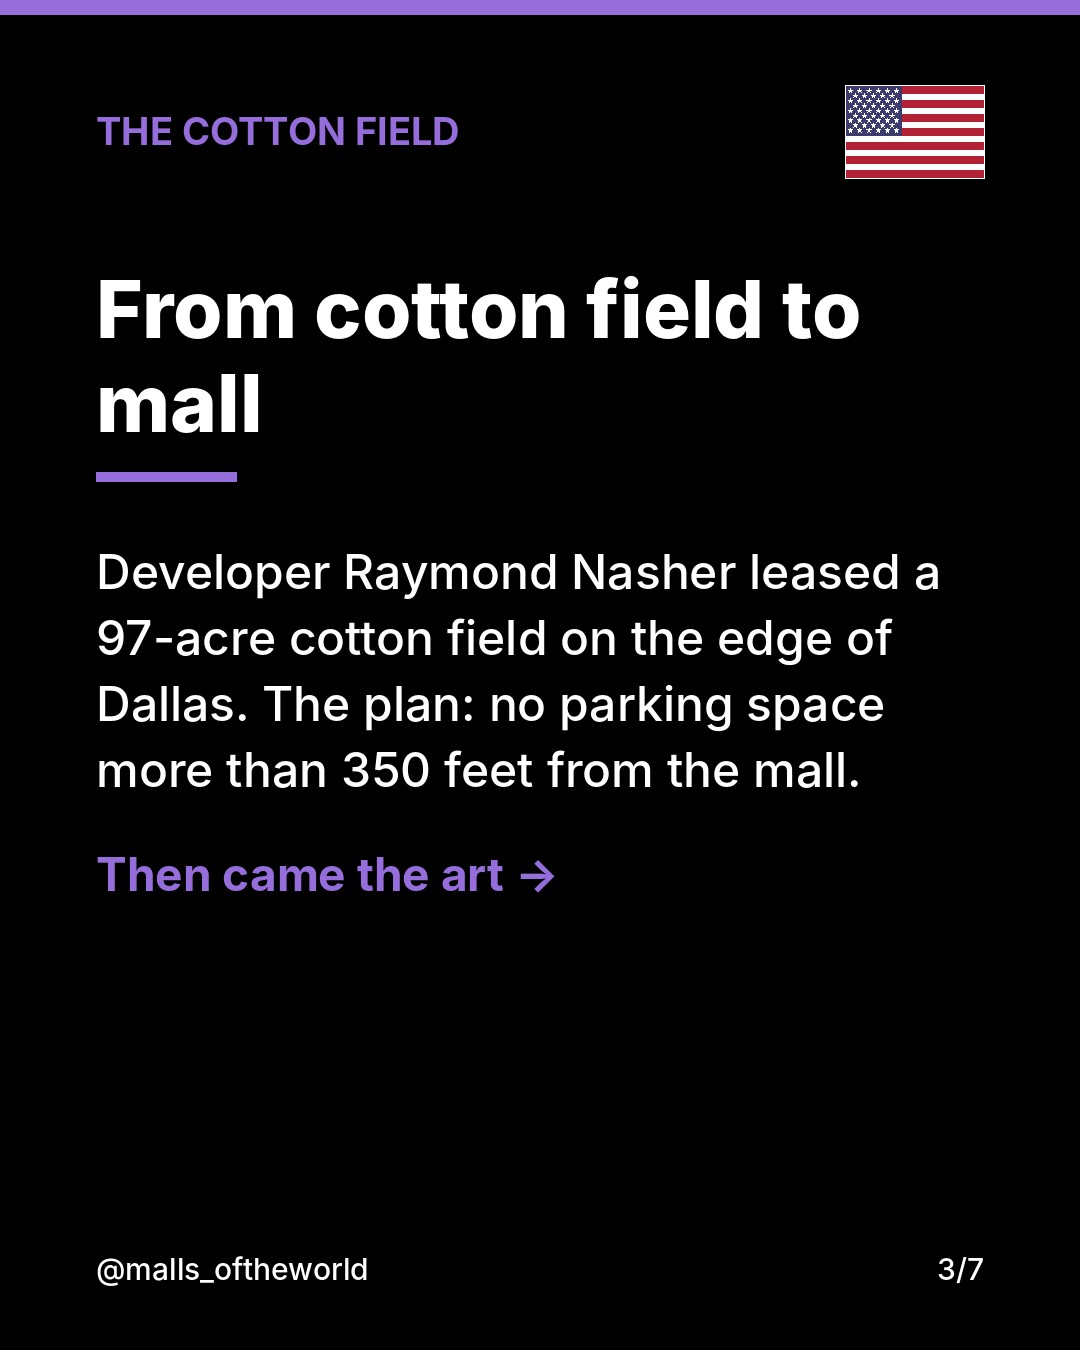 THE COTTON FIELD
From cotton field to
mall
Developer Raymond Nasher leased a
97-acre cotton field on the edge of
Dallas. The plan: no parking space
more than 350 feet from the mall.
Then came the art →
@malls_oftheworld
3/7